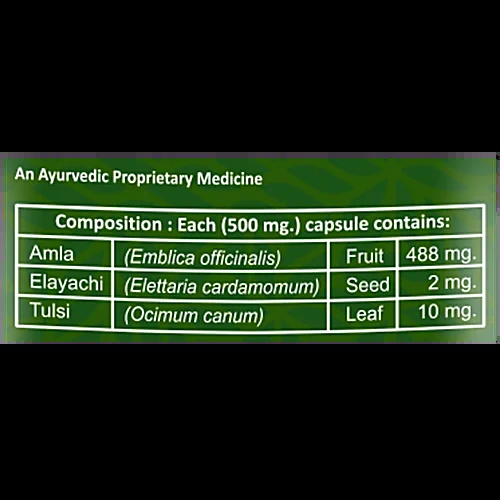 An Ayurvedic Proprietary Medicine
Composition : Each (500 mg.) capsule contains:
Amla (Emblica officinalis) Fruit 488 mg.
Elayachi (Elettaria cardamomum) Seed 2 mg.
Tulsi (Ocimum canum) Leaf 10 mg.